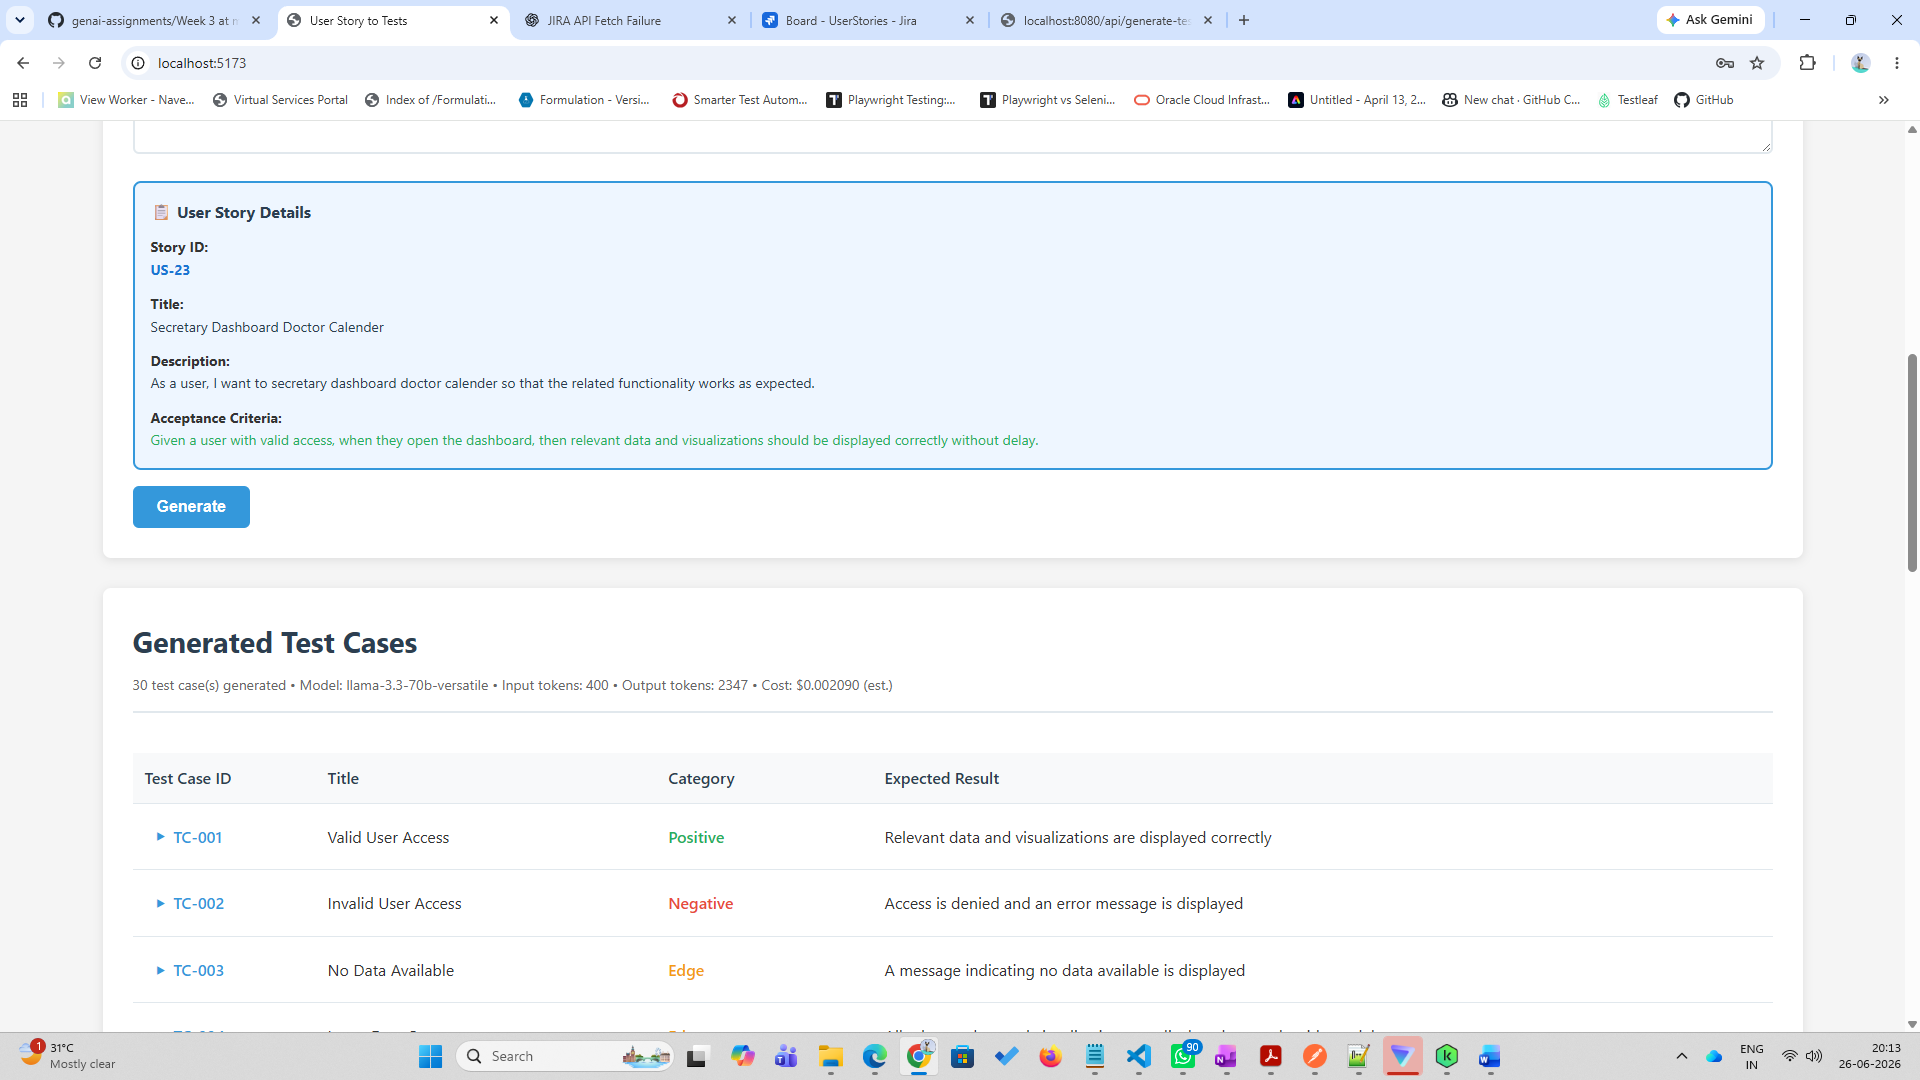 genai-assignments/Week 3 at m
User Story to Tests
JIRA API Fetch Failure
Board - UserStories - Jira
localhost:8080/api/generate-te
Ask Gemini
localhost:5173
View Worker - Nave...
Virtual Services Portal
Index of /Formulati...
Formulation - Versi...
Smarter Test Autom...
Playwright Testing:...
Playwright vs Seleni...
Oracle Cloud Infrast...
Untitled - April 13, 2...
New chat · GitHub C...
Testleaf
GitHub
User Story Details
Story ID:
US-23
Title:
Secretary Dashboard Doctor Calender
Description:
As a user, I want to secretary dashboard doctor calender so that the related functionality works as expected.
Acceptance Criteria:
Given a user with valid access, when they open the dashboard, then relevant data and visualizations should be displayed correctly without delay.
Generate
Generated Test Cases
30 test case(s) generated • Model: llama-3.3-70b-versatile • Input tokens: 400 • Output tokens: 2347 • Cost: $0.002090 (est.)
Test Case ID Title Category Expected Result
TC-001 Valid User Access Positive Relevant data and visualizations are displayed correctly
TC-002 Invalid User Access Negative Access is denied and an error message is displayed
TC-003 No Data Available Edge A message indicating no data available is displayed
1
31°C
Mostly clear
Search
90
ENG
IN
20:13
26-06-2026